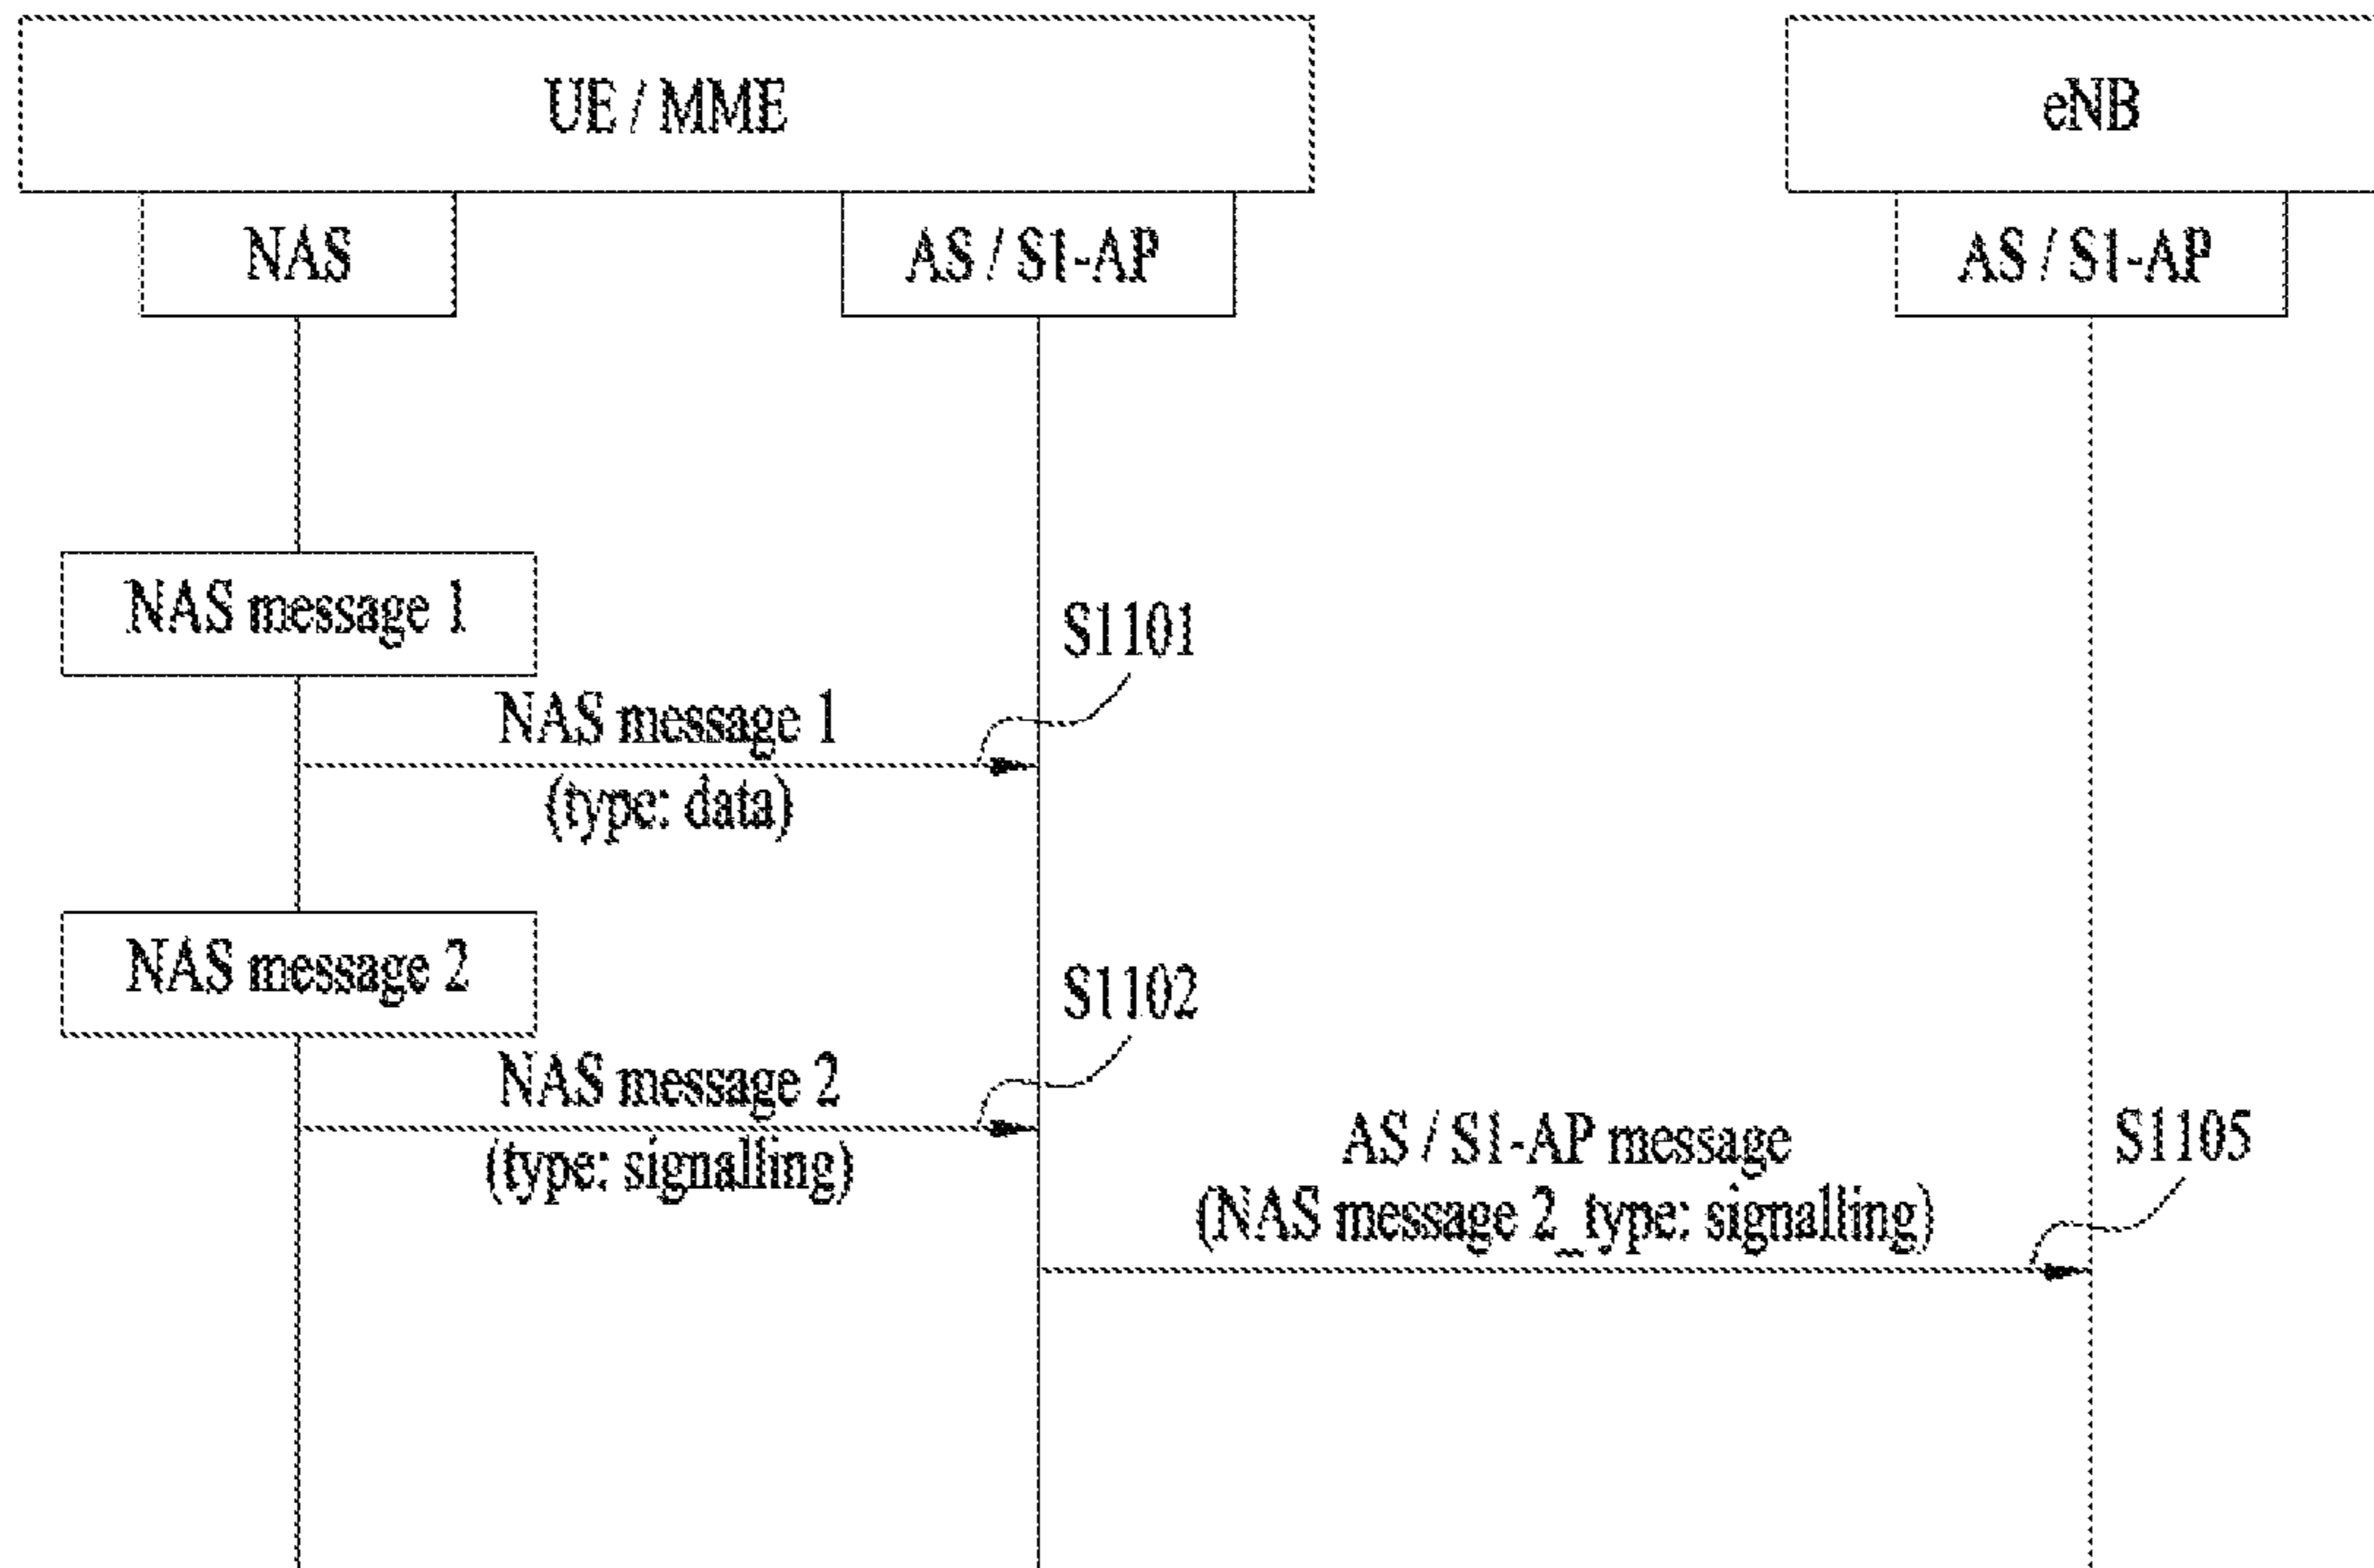 UE / MME
eNB
NAS
AS / S1-AP
AS / S1-AP
NAS message 1
S1101
NAS message 1
(type: data)
NAS message 2
S1102
NAS message 2
(type: signalling)
AS / S1-AP message
(NAS message 2_type: signalling)
S1105